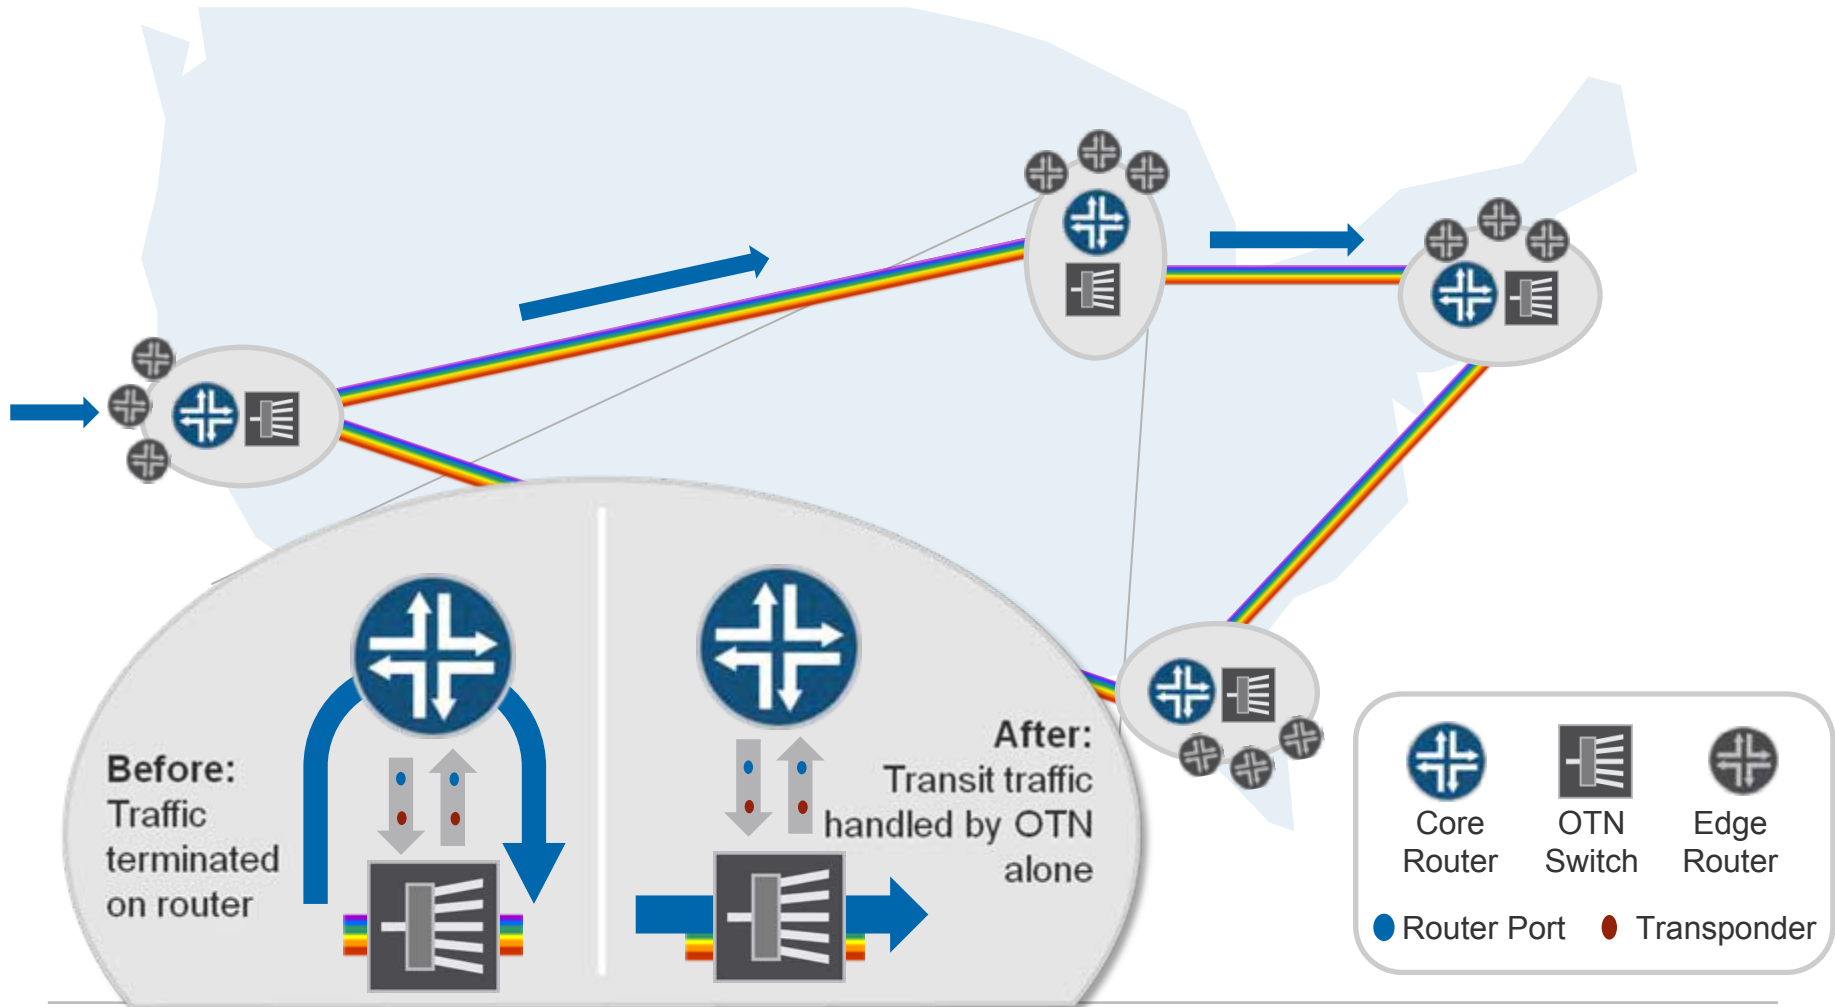 Before:
Traffic
terminated
on router
After:
Transit traffic
handled by OTN
alone
Core
Router
OTN
Switch
Edge
Router
Router Port
Transponder